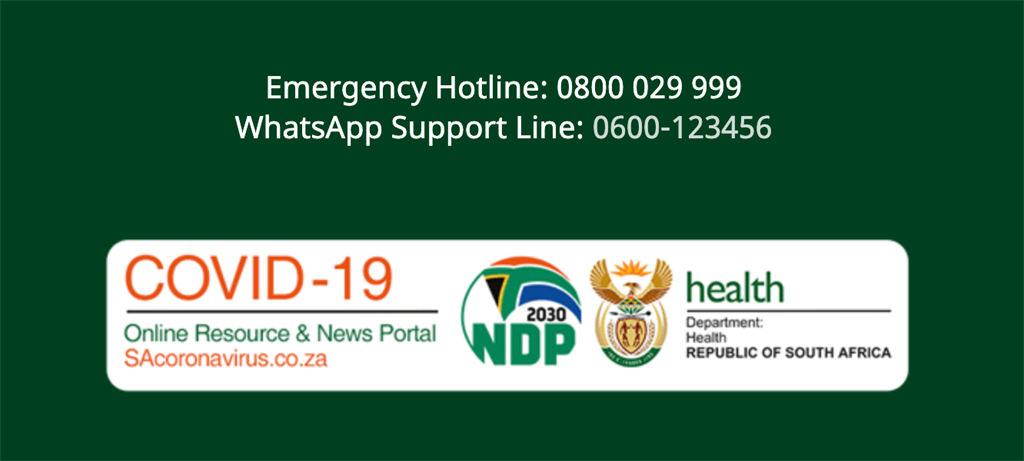 Emergency Hotline: 0800 029 999
WhatsApp Support Line: 0600-123456
COVID-19
Online Resource & News Portal
SAcoronavirus.co.za
2030
NDP
health
Department:
Health
REPUBLIC OF SOUTH AFRICA